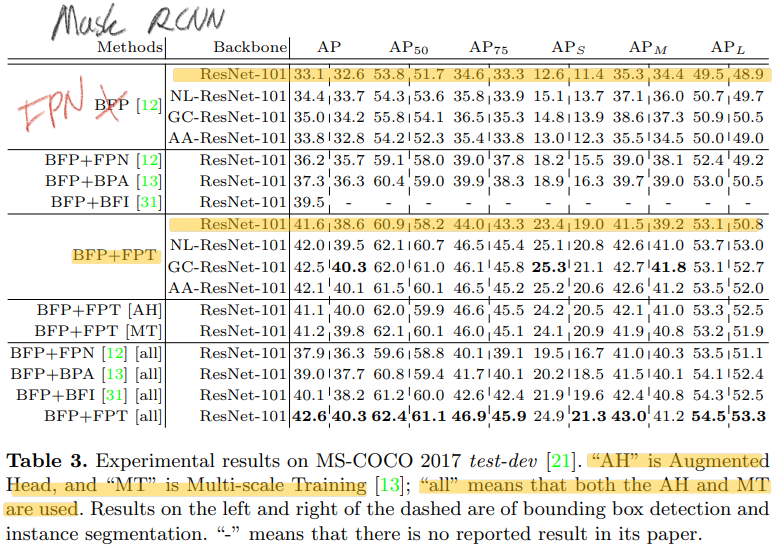 Mask RCNN
Methods Backbone AP AP50 AP75 APS APM APL
ResNet-101 33.1 32.6 53.8 51.7 34.6 33.3 12.6 11.4 35.3 34.4 49.5 48.9
FPN BFP [12] NL-ResNet-101 34.4 33.7 54.3 53.6 35.8 33.9 15.1 13.7 37.1 36.0 50.7 49.7
GC-ResNet-101 35.0 34.2 55.8 54.1 36.5 35.3 14.8 13.9 38.6 37.3 50.9 50.5
AA-ResNet-101 33.8 32.8 54.2 52.3 35.4 33.8 13.0 12.3 35.5 34.5 50.0 49.0
BFP+FPN [12] ResNet-101 36.2 35.7 59.1 58.0 39.0 37.8 18.2 15.5 39.0 38.1 52.4 49.2
BFP+BPA [13] ResNet-101 37.3 36.3 60.4 59.0 39.9 38.3 18.9 16.3 39.7 39.0 53.0 50.5
BFP+BFI [31] ResNet-101 39.5 - - - - - - - - - - -
ResNet-101 41.6 38.6 60.9 58.2 44.0 43.3 23.4 19.0 41.5 39.2 53.1 50.8
BFP+FPT NL-ResNet-101 42.0 39.5 62.1 60.7 46.5 45.4 25.1 20.8 42.6 41.0 53.7 53.0
GC-ResNet-101 42.5 40.3 62.0 61.0 46.1 45.8 25.3 21.1 42.7 41.8 53.1 52.7
AA-ResNet-101 42.1 40.1 61.5 60.1 46.5 45.2 25.2 20.6 42.6 41.2 53.5 52.0
BFP+FPT [AH] ResNet-101 41.1 40.0 62.0 59.9 46.6 45.5 24.2 20.5 42.1 41.0 53.3 52.5
BFP+FPT [MT] ResNet-101 41.2 39.8 62.1 60.1 46.0 45.1 24.1 20.9 41.9 40.8 53.2 51.9
BFP+FPN [12] [all] ResNet-101 37.9 36.3 59.6 58.8 40.1 39.1 19.5 16.7 41.0 40.3 53.5 51.1
BFP+BPA [13] [all] ResNet-101 39.0 37.7 60.8 59.4 41.7 40.1 20.2 18.5 41.5 40.1 54.1 52.4
BFP+BFI [31] [all] ResNet-101 40.1 38.2 61.2 60.0 42.6 42.4 21.9 19.6 42.4 40.8 54.3 52.5
BFP+FPT [all] ResNet-101 42.6 40.3 62.4 61.1 46.9 45.9 24.9 21.3 43.0 41.2 54.5 53.3
Table 3. Experimental results on MS-COCO 2017 test-dev [21]. “AH” is Augmented
Head, and “MT” is Multi-scale Training [13]; “all” means that both the AH and MT
are used. Results on the left and right of the dashed are of bounding box detection and
instance segmentation. “-” means that there is no reported result in its paper.